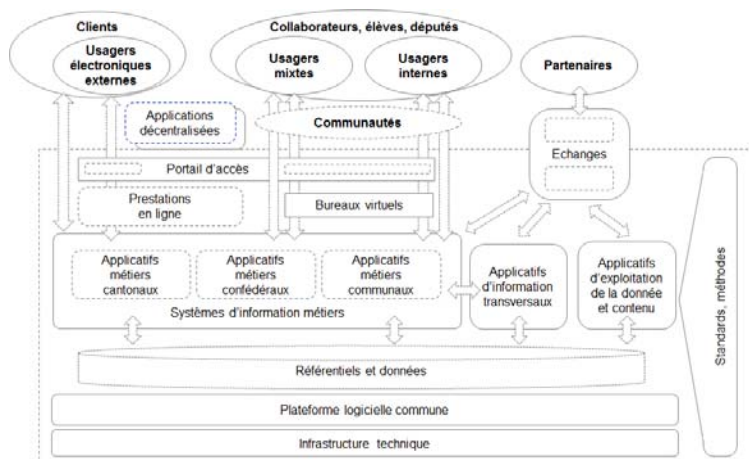 Clients
Usagers
électroniques
externes
Collaborateurs, élèves, députés
Usagers
mixtes
Usagers
internes
Partenaires
Applications
décentralisées
Communautés
Echanges
Portail d'accès
Prestations
en ligne
Bureaux virtuels
Applicatifs
métiers
cantonaux
Applicatifs
métiers
confédéraux
Applicatifs
métiers
communaux
Systèmes d'information métiers
Applicatifs
d'information
transversaux
Applicatifs
d'exploitation
de la donnée
et contenu
Standards, méthodes
Référentiels et données
Plateforme logicielle commune
Infrastructure technique